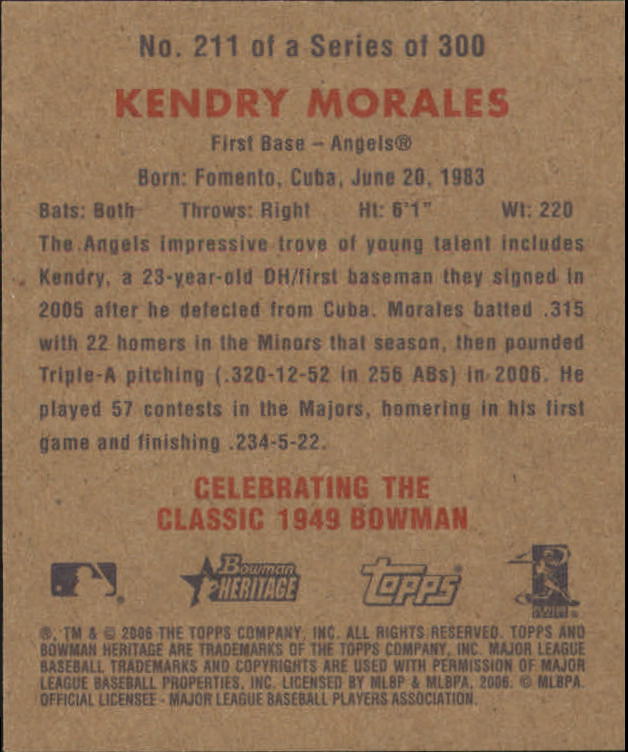 No. 211 of a Series of 300
KENDRY MORALES
First Base – Angels®
Born: Fomento, Cuba, June 20, 1983
Bats: Both Throws: Right Ht: 6'1" Wt: 220
The Angels impressive trove of young talent includes
Kendry, a 23-year-old DH/first baseman they signed in
2005 after he defected from Cuba. Morales batted .315
with 22 homers in the Minors that season, then pounded
Triple-A pitching (.320-12-52 in 256 ABs) in 2006. He
played 57 contests in the Majors, homering in his first
game and finishing .234-5-22.
CELEBRATING THE
CLASSIC 1949 BOWMAN
Bowman
HERITAGE
Topps®
PLAYERS
®, TM & © 2006 THE TOPPS COMPANY, INC. ALL RIGHTS RESERVED. TOPPS AND
BOWMAN HERITAGE ARE TRADEMARKS OF THE TOPPS COMPANY, INC. MAJOR LEAGUE
BASEBALL TRADEMARKS AND COPYRIGHTS ARE USED WITH PERMISSION OF MAJOR
LEAGUE BASEBALL PROPERTIES, INC. LICENSED BY MLBP & MLBPA, 2006. © MLBPA.
OFFICIAL LICENSEE - MAJOR LEAGUE BASEBALL PLAYERS ASSOCIATION.